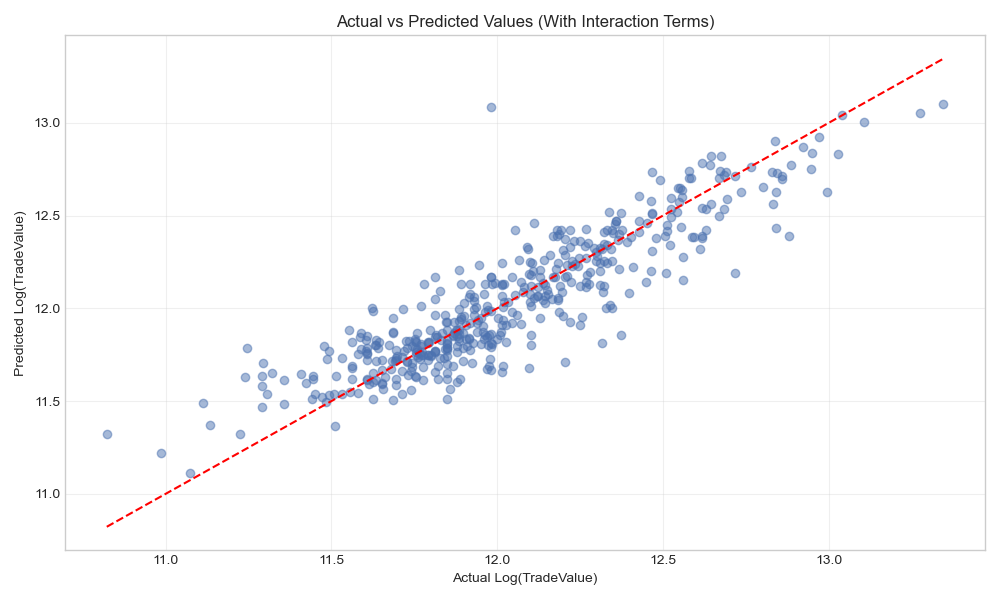 Actual vs Predicted Values (With Interaction Terms)
Predicted Log(TradeValue)
13.0
12.5
12.0
11.5
11.0
11.0 11.5 12.0 12.5 13.0
Actual Log(TradeValue)